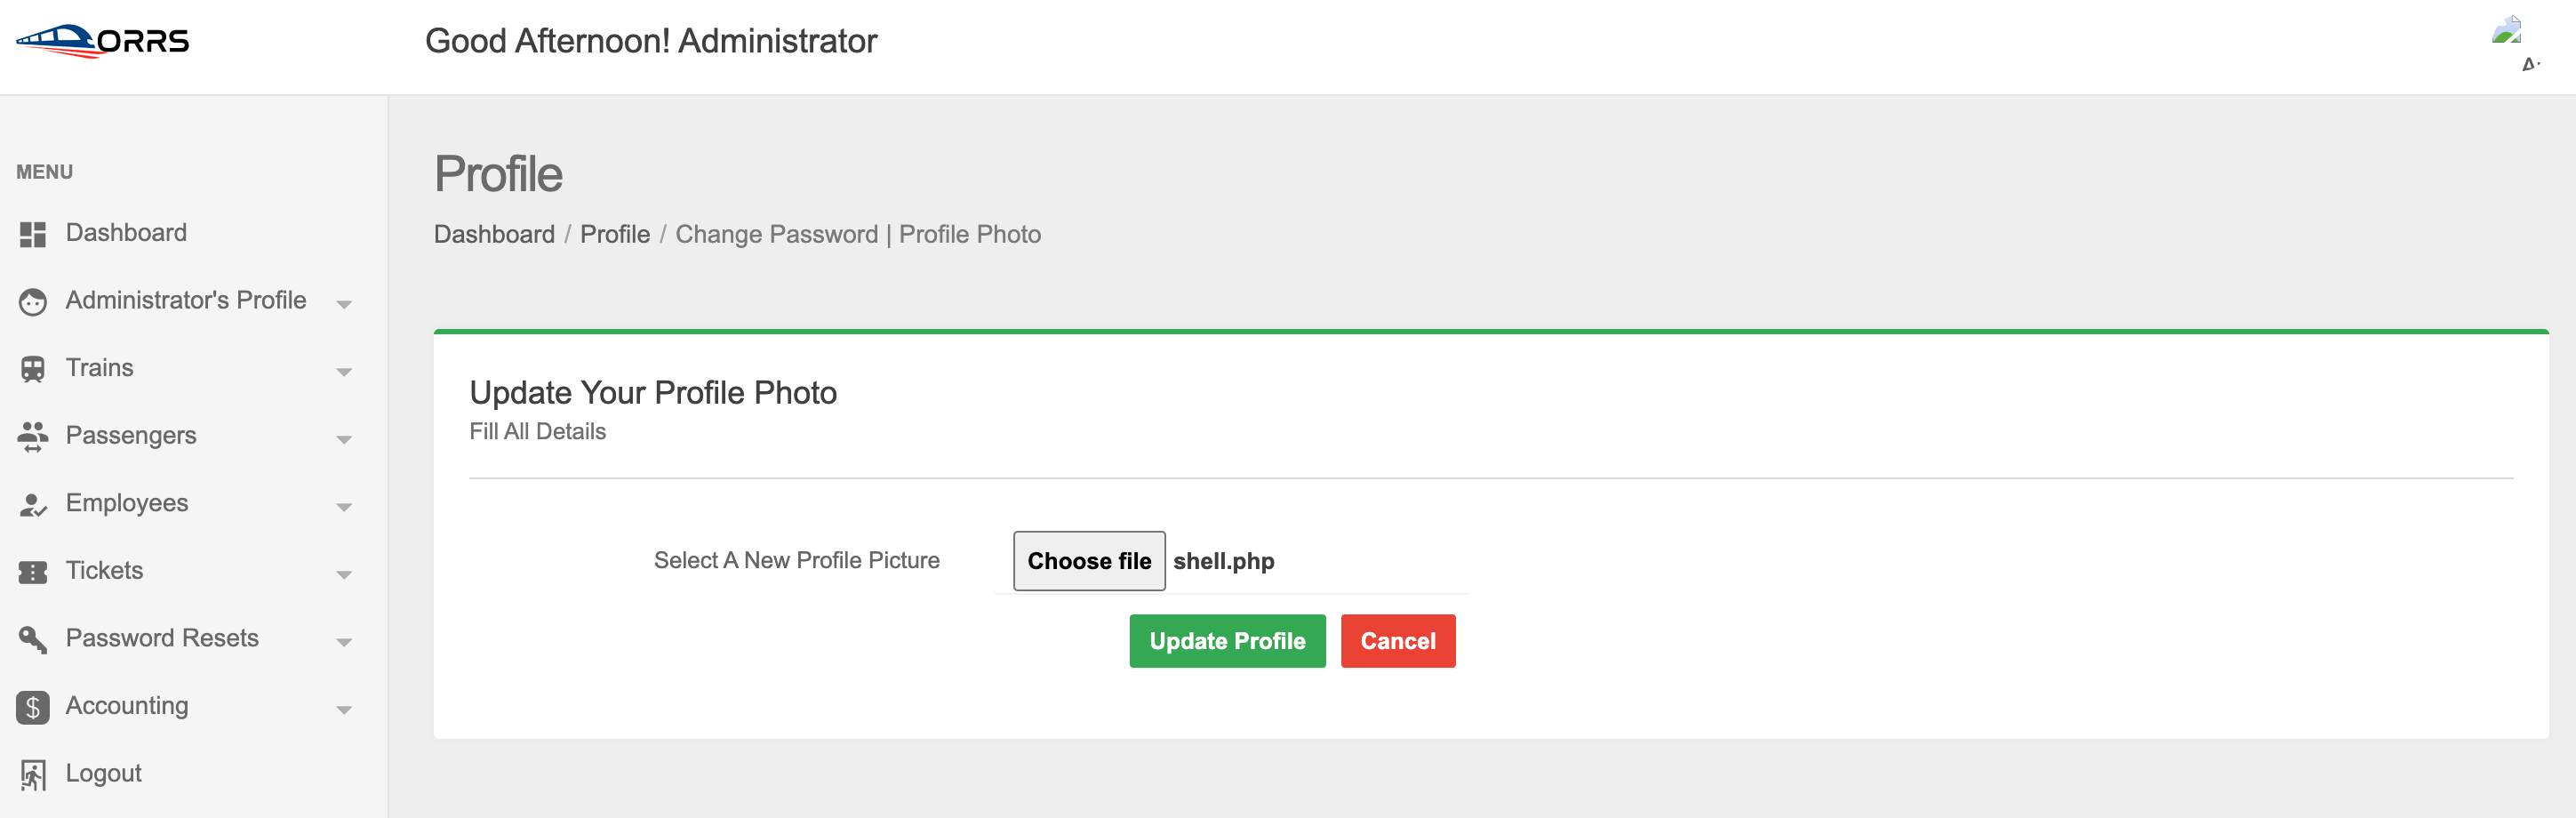 ORRS
Good Afternoon! Administrator
MENU
Dashboard
Administrator's Profile
Trains
Passengers
Employees
Tickets
Password Resets
$ Accounting
Logout
Profile
Dashboard / Profile / Change Password | Profile Photo
Update Your Profile Photo
Fill All Details
Select A New Profile Picture Choose file shell.php
Update Profile Cancel